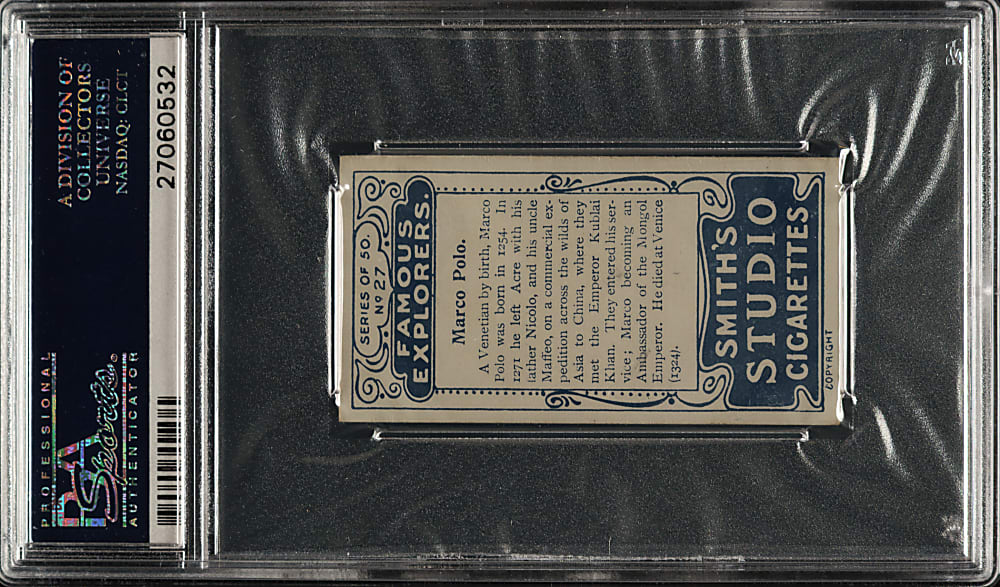 A DIVISION OF
COLLECTORS
UNIVERSE
NASDAQ: CLCT
27060532
PROFESSIONAL
PSA
Sports
AUTHENTICATOR
SERIES OF 50.
Nº 27
FAMOUS
EXPLORERS.
Marco Polo.
A Venetian by birth, Marco
Polo was born in 1254. In
1271 he left Acre with his
father Nicolo, and his uncle
Maffeo, on a commercial ex-
pedition across the wilds of
Asia to China, where they
met the Emperor Kublai
Khan. They entered his ser-
vice; Marco becoming an
Ambassador of the Mongol
Emperor. He died at Venice
(1324).
SMITH'S
STUDIO
CIGARETTES
COPYRIGHT